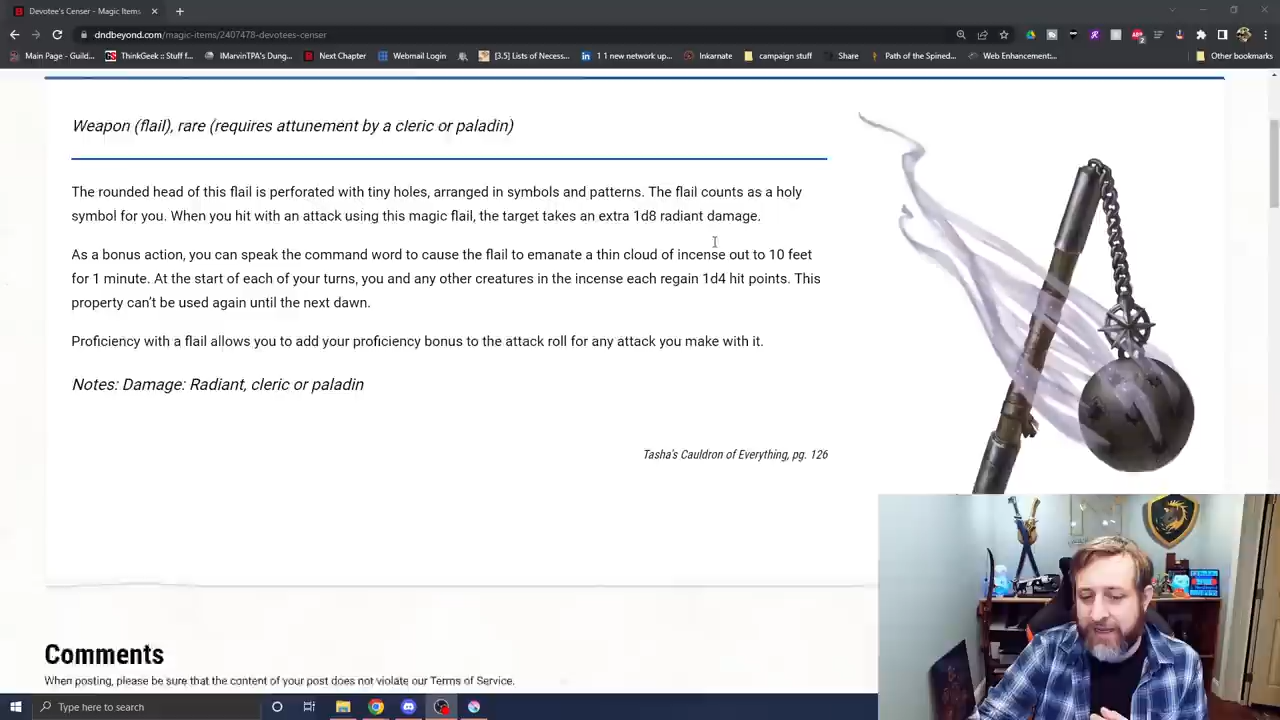 Devotee's Censer - Magic Items
dndbeyond.com/magic-items/2407478-devotees-censer
Main Page - Guild... ThinkGeek :: Stuff f... IMarvinTPA's Dung... Next Chapter Webmail Login [3.5] Lists of Necess... 1 1 new network up... Inkarnate campaign stuff Share Path of the Spined... Web Enhancement:... Other bookmarks
Weapon (flail), rare (requires attunement by a cleric or paladin)
The rounded head of this flail is perforated with tiny holes, arranged in symbols and patterns. The flail counts as a holy
symbol for you. When you hit with an attack using this magic flail, the target takes an extra 1d8 radiant damage.
As a bonus action, you can speak the command word to cause the flail to emanate a thin cloud of incense out to 10 feet
for 1 minute. At the start of each of your turns, you and any other creatures in the incense each regain 1d4 hit points. This
property can't be used again until the next dawn.
Proficiency with a flail allows you to add your proficiency bonus to the attack roll for any attack you make with it.
Notes: Damage: Radiant, cleric or paladin
Tasha's Cauldron of Everything, pg. 126
Comments
When posting, please be sure that the content of your post does not violate our Terms of Service.
Type here to search